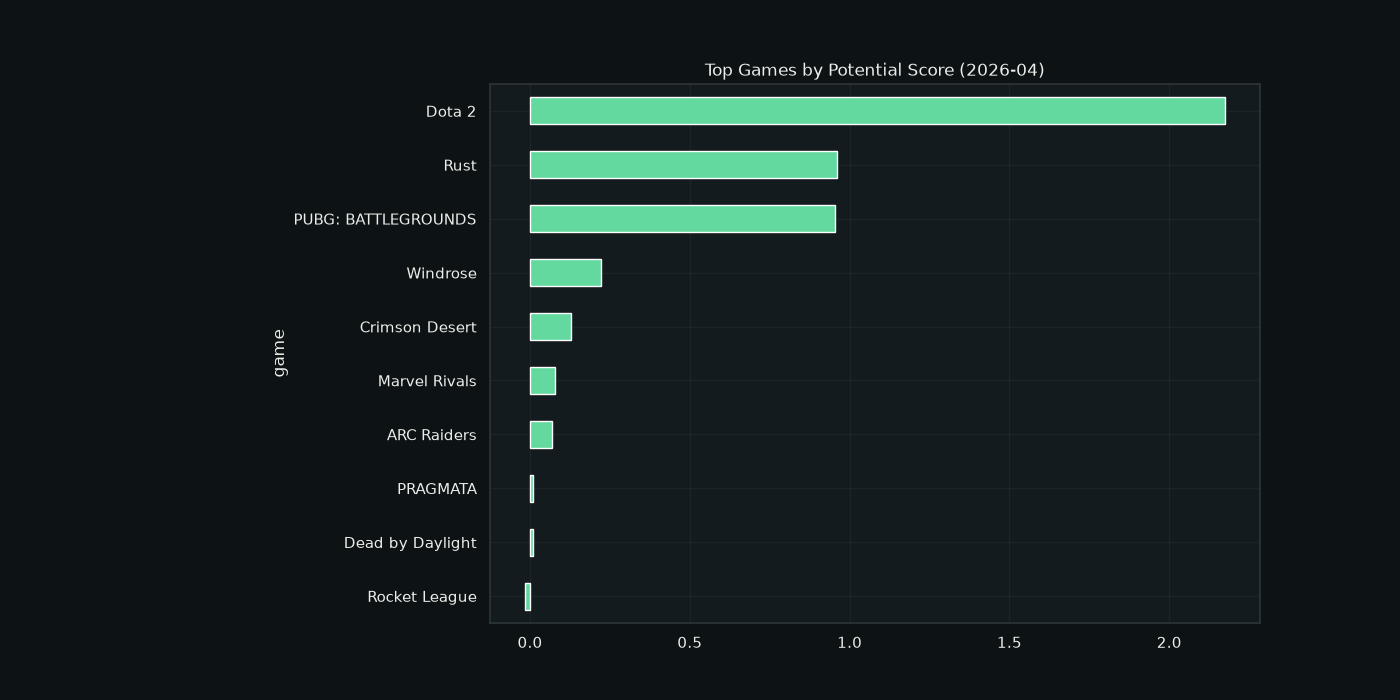 Top Games by Potential Score (2026-04)
Dota 2
Rust
PUBG: BATTLEGROUNDS
Windrose
Crimson Desert
Marvel Rivals
ARC Raiders
PRAGMATA
Dead by Daylight
Rocket League
game
0.0 0.5 1.0 1.5 2.0